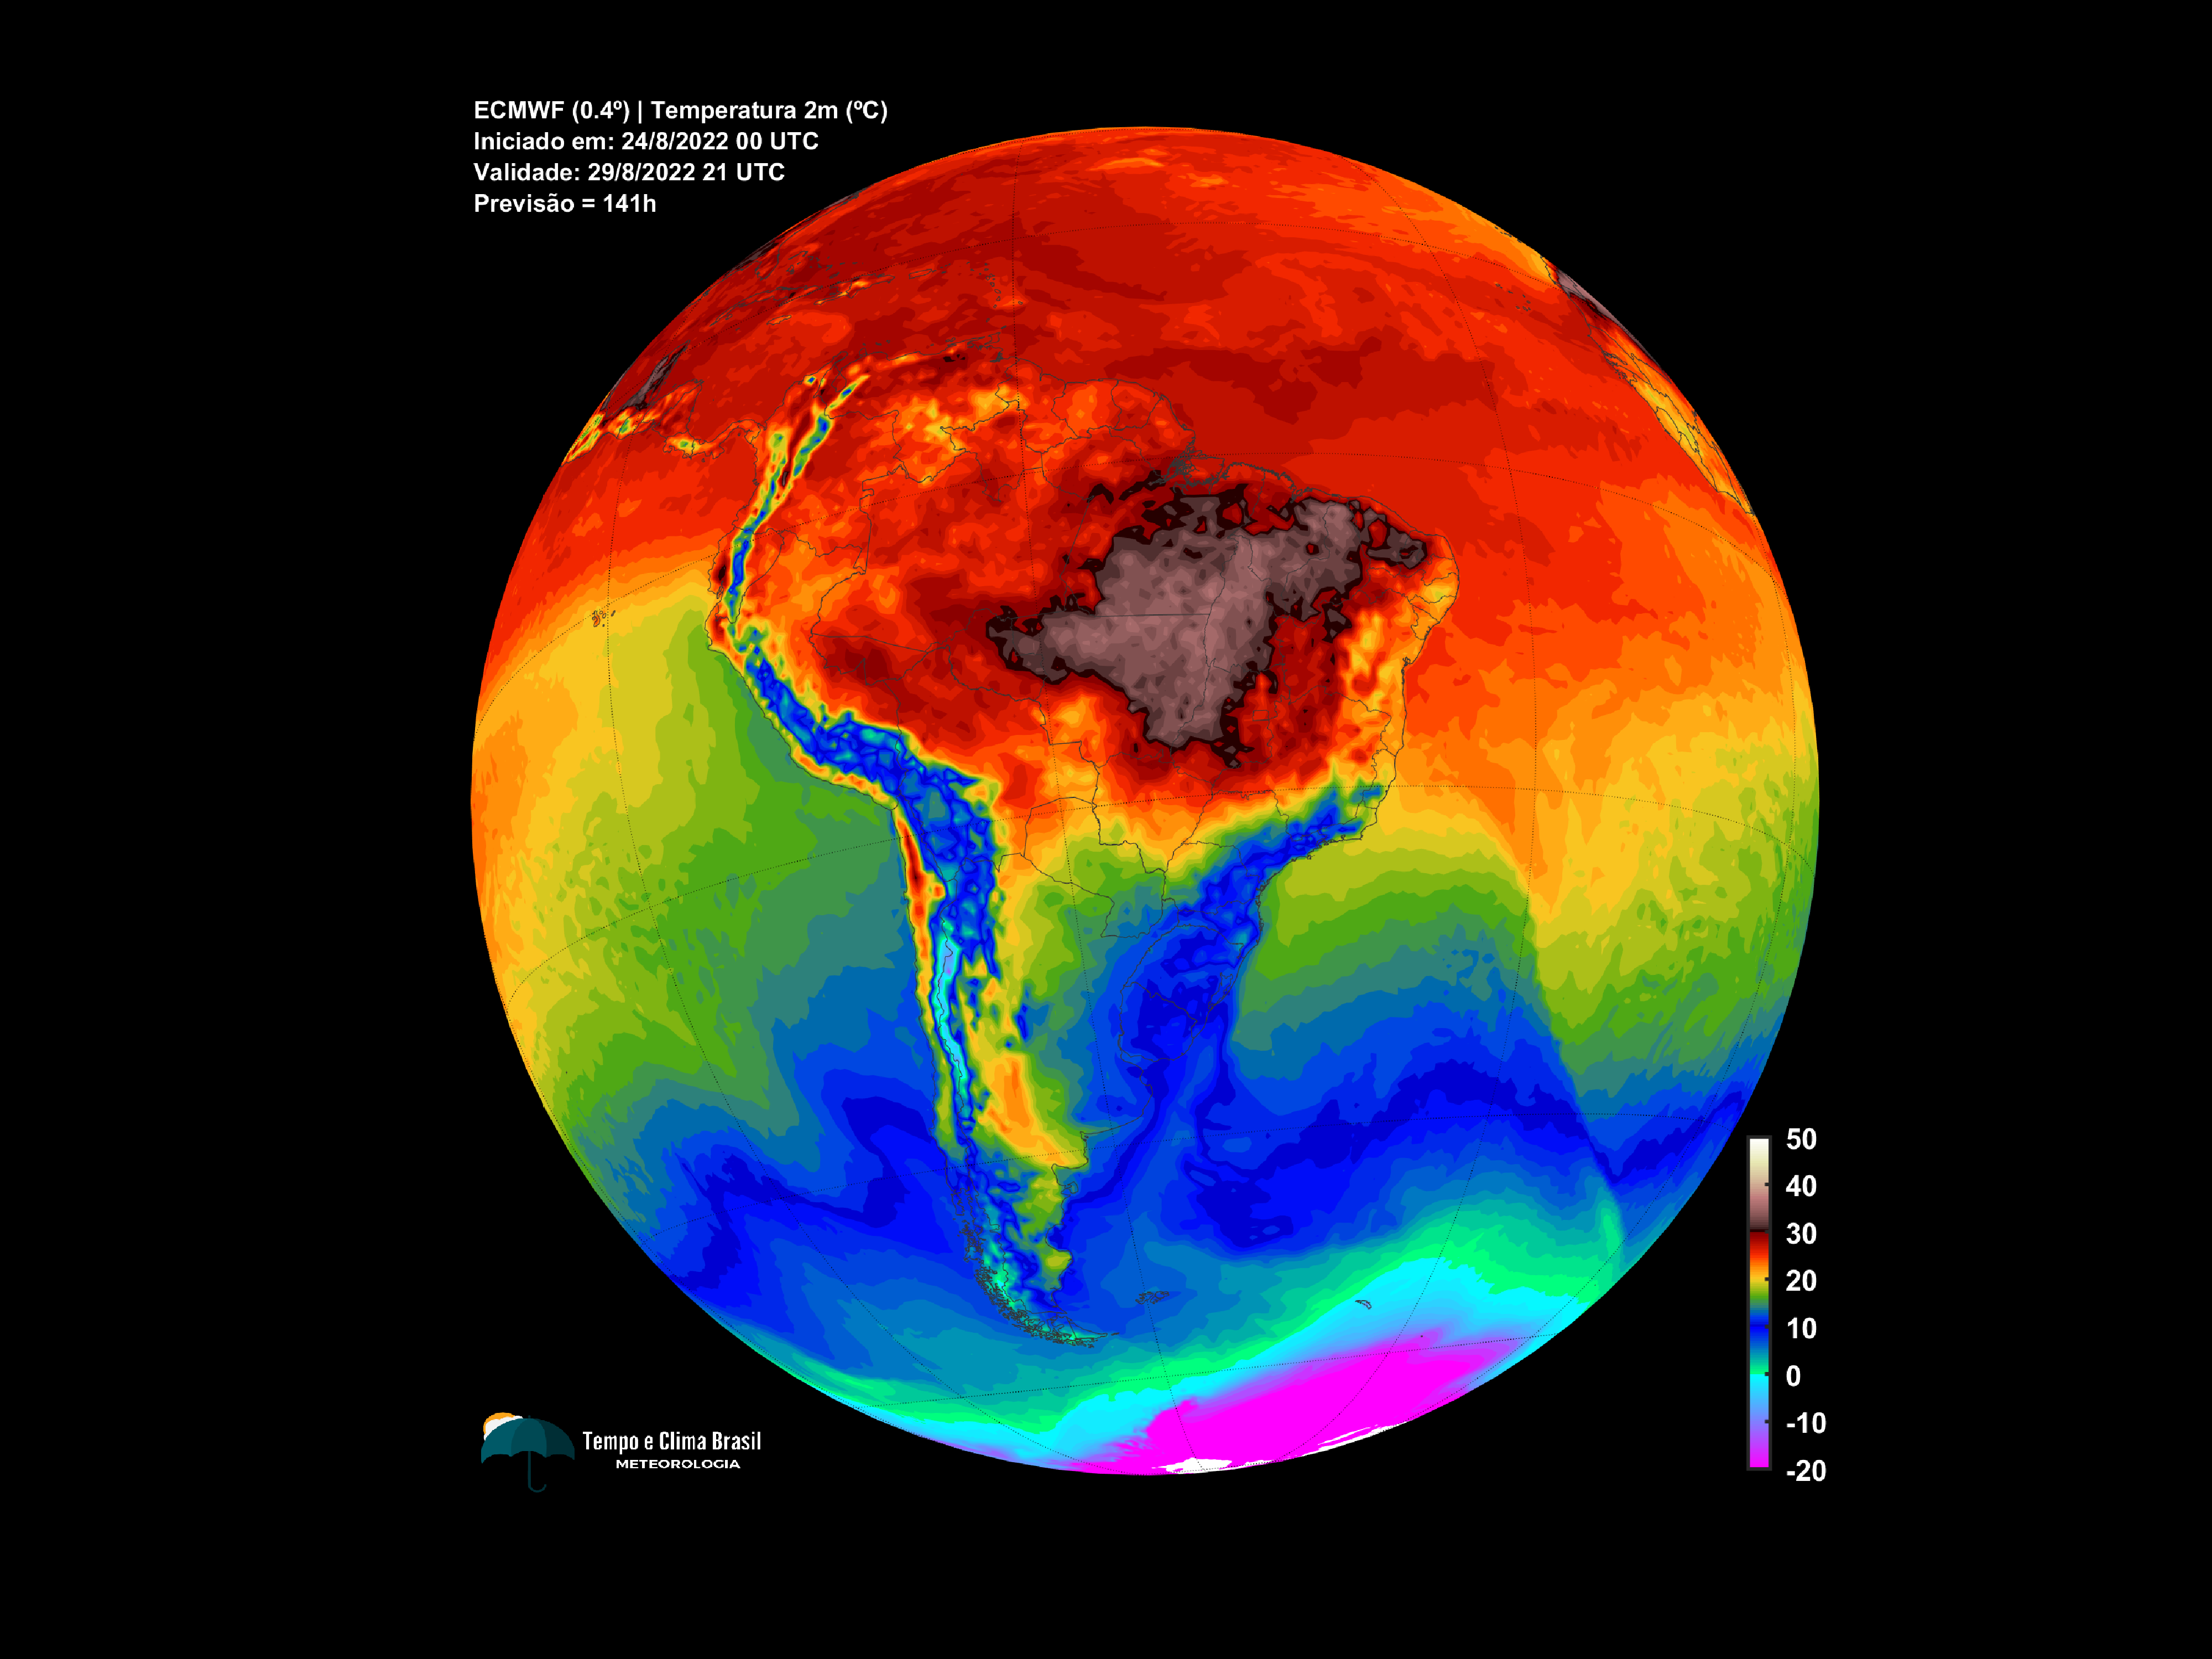 ECMWF (0.4º) | Temperatura 2m (ºC)
Iniciado em: 24/8/2022 00 UTC
Validade: 29/8/2022 21 UTC
Previsão = 141h
50
40
30
20
10
0
-10
-20
Tempo e Clima Brasil
METEOROLOGIA